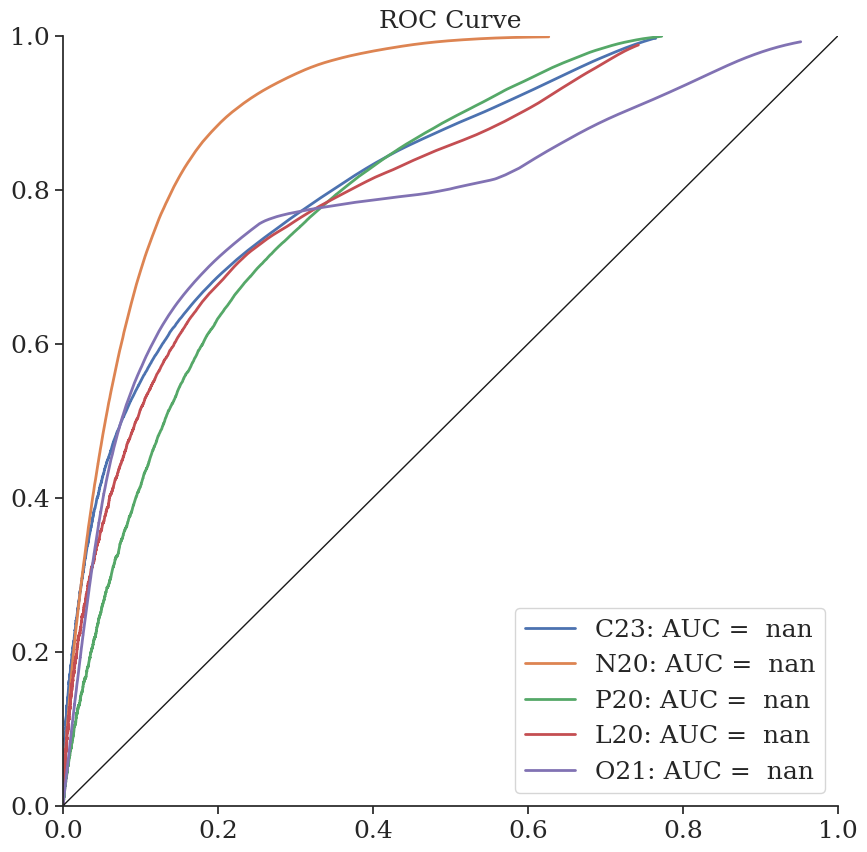 ROC Curve
1.0
0.8
0.6
0.4
0.2
0.0
0.0 0.2 0.4 0.6 0.8 1.0
C23: AUC =  nan
N20: AUC =  nan
P20: AUC =  nan
L20: AUC =  nan
O21: AUC =  nan